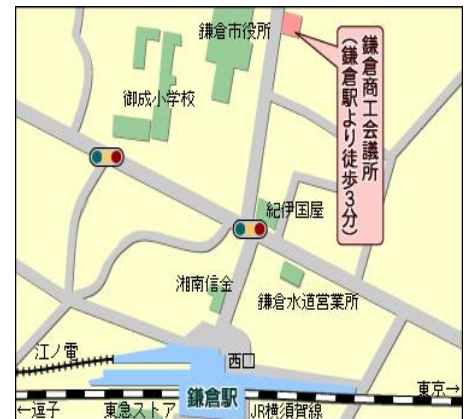 鎌倉市役所
鎌倉商工会議所
(鎌倉駅より徒歩3分)
御成小学校
紀伊国屋
湘南信金
鎌倉水道営業所
江ノ電
西口
東京→
鎌倉駅
←逗子
東急ストア
JR横須賀線